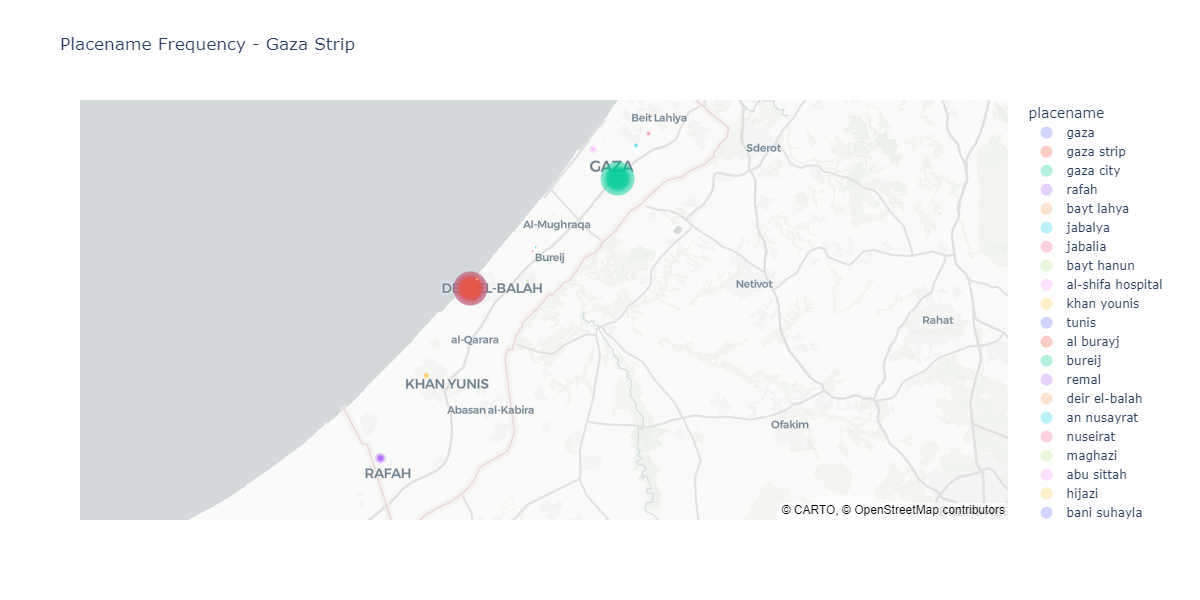 Placename Frequency - Gaza Strip
Beit Lahiya
Sderot
GAZA
Al-Mughraqa
Bureij
Netivot
Rahat
al-Qarara
KHAN YUNIS
Abasan al-Kabira
Ofakim
RAFAH
© CARTO, © OpenStreetMap contributors
placename
gaza
gaza strip
gaza city
rafah
bayt lahya
jabalya
jabalia
bayt hanun
al-shifa hospital
khan younis
tunis
al burayj
bureij
remal
deir el-balah
an nusayrat
nuseirat
maghazi
abu sittah
hijazi
bani suhayla